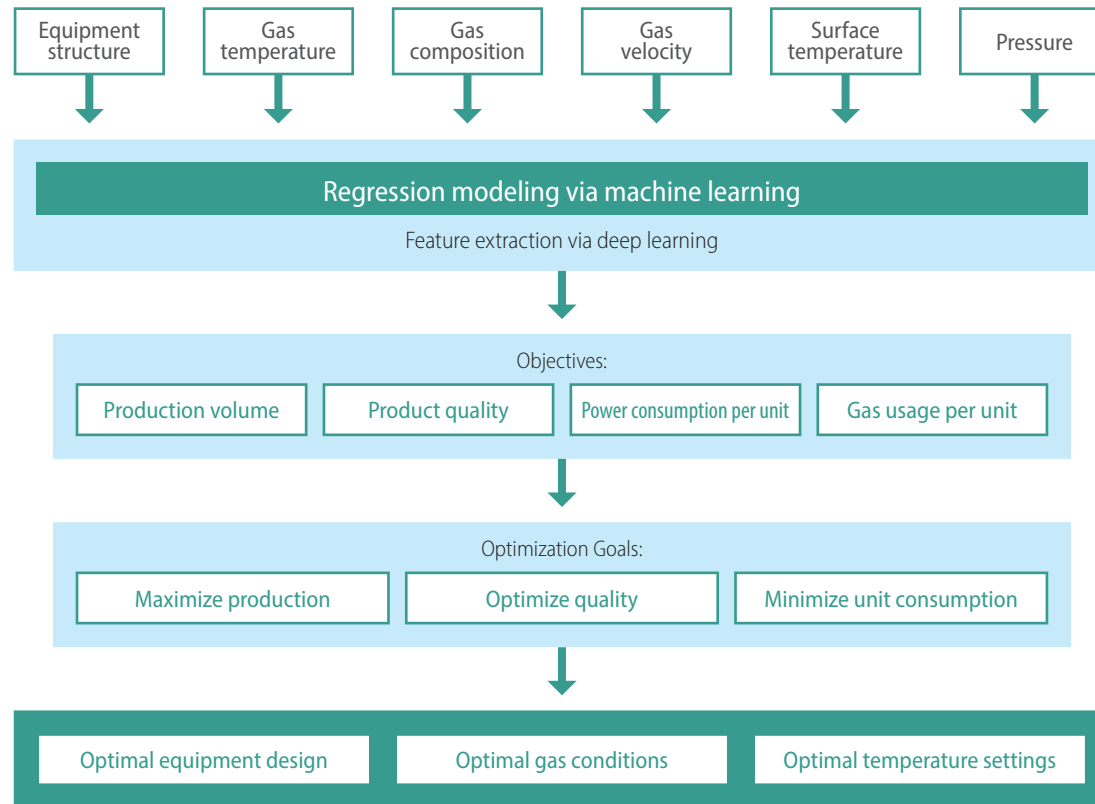 Equipment
structure
Gas
temperature
Gas
composition
Gas
velocity
Surface
temperature
Pressure
Regression modeling via machine learning
Feature extraction via deep learning
Objectives:
Production volume
Product quality
Power consumption per unit
Gas usage per unit
Optimization Goals:
Maximize production
Optimize quality
Minimize unit consumption
Optimal equipment design
Optimal gas conditions
Optimal temperature settings